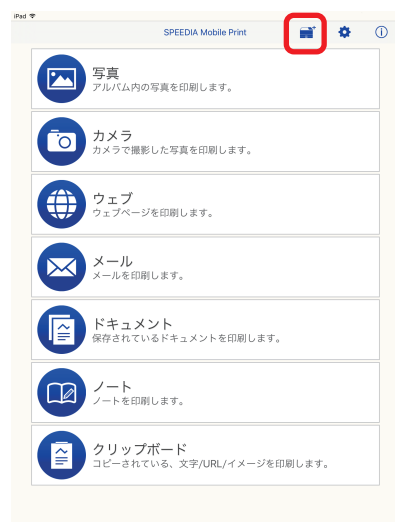 iPad
SPEEDIA Mobile Print
写真
アルバム内の写真を印刷します。
カメラ
カメラで撮影した写真を印刷します。
ウェブ
ウェブページを印刷します。
メール
メールを印刷します。
ドキュメント
保存されているドキュメントを印刷します。
ノート
ノートを印刷します。
クリップボード
コピーされている、文字/URL/イメージを印刷します。